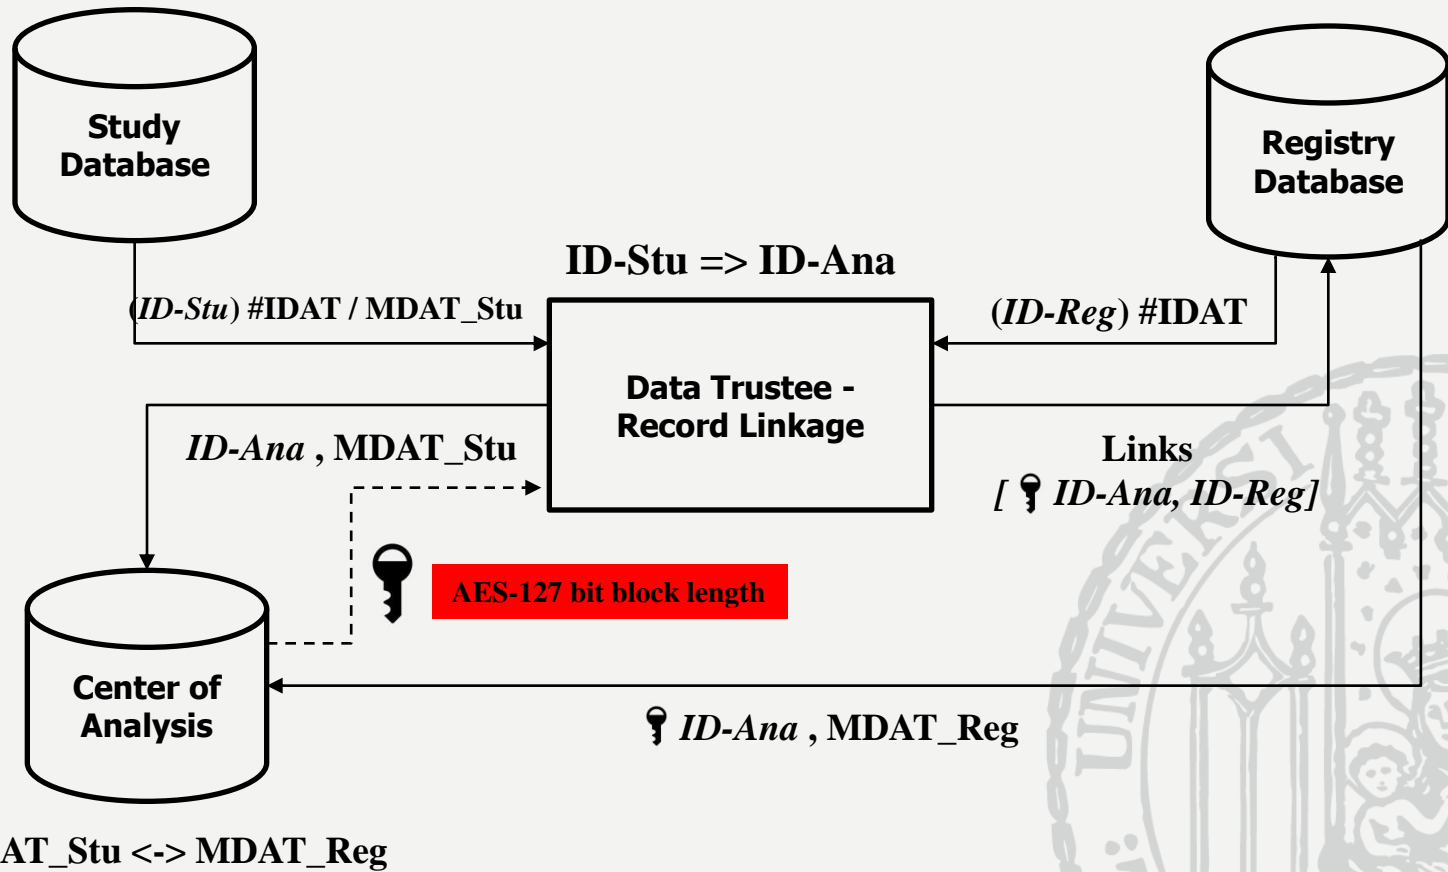 Study
Database
Registry
Database
ID-Stu => ID-Ana
(ID-Stu) #IDAT / MDAT_Stu
(ID-Reg) #IDAT
Data Trustee -
Record Linkage
ID-Ana , MDAT_Stu
Links
[ ID-Ana, ID-Reg]
AES-127 bit block length
Center of
Analysis
ID-Ana , MDAT_Reg
AT_Stu <-> MDAT_Reg
UNIVERSI